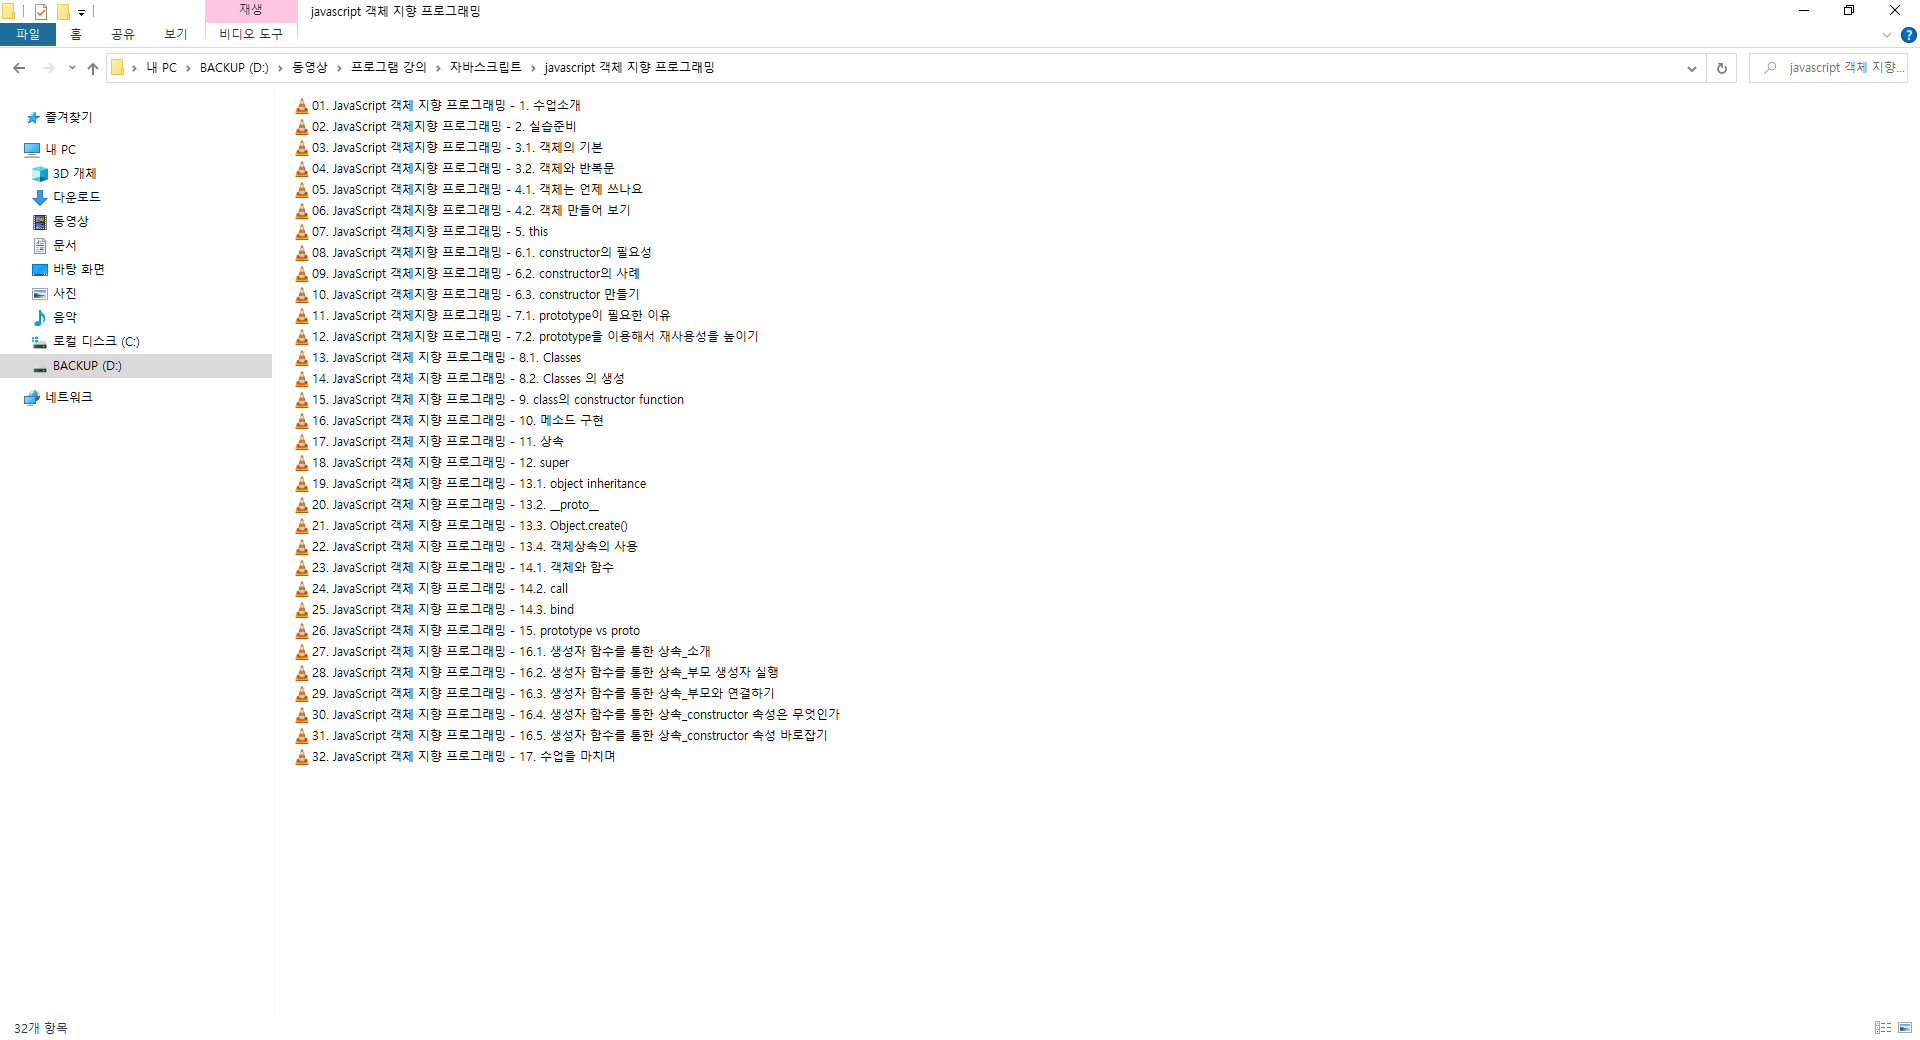 재생
javascript 객체 지향 프로그래밍
파일 홈 공유 보기 비디오 도구
내 PC > BACKUP (D:) > 동영상 > 프로그램 강의 > 자바스크립트 > javascript 객체 지향 프로그래밍
javascript 객체 지향...
즐겨찾기
내 PC
3D 개체
다운로드
동영상
문서
바탕 화면
사진
음악
로컬 디스크 (C:)
BACKUP (D:)
네트워크
01. JavaScript 객체 지향 프로그래밍 - 1. 수업소개
02. JavaScript 객체지향 프로그래밍 - 2. 실습준비
03. JavaScript 객체지향 프로그래밍 - 3.1. 객체의 기본
04. JavaScript 객체지향 프로그래밍 - 3.2. 객체와 반복문
05. JavaScript 객체지향 프로그래밍 - 4.1. 객체는 언제 쓰나요
06. JavaScript 객체지향 프로그래밍 - 4.2. 객체 만들어 보기
07. JavaScript 객체지향 프로그래밍 - 5. this
08. JavaScript 객체지향 프로그래밍 - 6.1. constructor의 필요성
09. JavaScript 객체지향 프로그래밍 - 6.2. constructor의 사례
10. JavaScript 객체지향 프로그래밍 - 6.3. constructor 만들기
11. JavaScript 객체지향 프로그래밍 - 7.1. prototype이 필요한 이유
12. JavaScript 객체지향 프로그래밍 - 7.2. prototype을 이용해서 재사용성을 높이기
13. JavaScript 객체 지향 프로그래밍 - 8.1. Classes
14. JavaScript 객체 지향 프로그래밍 - 8.2. Classes 의 생성
15. JavaScript 객체 지향 프로그래밍 - 9. class의 constructor function
16. JavaScript 객체 지향 프로그래밍 - 10. 메소드 구현
17. JavaScript 객체 지향 프로그래밍 - 11. 상속
18. JavaScript 객체 지향 프로그래밍 - 12. super
19. JavaScript 객체 지향 프로그래밍 - 13.1. object inheritance
20. JavaScript 객체 지향 프로그래밍 - 13.2. __proto__
21. JavaScript 객체 지향 프로그래밍 - 13.3. Object.create()
22. JavaScript 객체 지향 프로그래밍 - 13.4. 객체상속의 사용
23. JavaScript 객체 지향 프로그래밍 - 14.1. 객체와 함수
24. JavaScript 객체 지향 프로그래밍 - 14.2. call
25. JavaScript 객체 지향 프로그래밍 - 14.3. bind
26. JavaScript 객체 지향 프로그래밍 - 15. prototype vs proto
27. JavaScript 객체 지향 프로그래밍 - 16.1. 생성자 함수를 통한 상속_소개
28. JavaScript 객체 지향 프로그래밍 - 16.2. 생성자 함수를 통한 상속_부모 생성자 실행
29. JavaScript 객체 지향 프로그래밍 - 16.3. 생성자 함수를 통한 상속_부모와 연결하기
30. JavaScript 객체 지향 프로그래밍 - 16.4. 생성자 함수를 통한 상속_constructor 속성은 무엇인가
31. JavaScript 객체 지향 프로그래밍 - 16.5. 생성자 함수를 통한 상속_constructor 속성 바로잡기
32. JavaScript 객체 지향 프로그래밍 - 17. 수업을 마치며
32개 항목